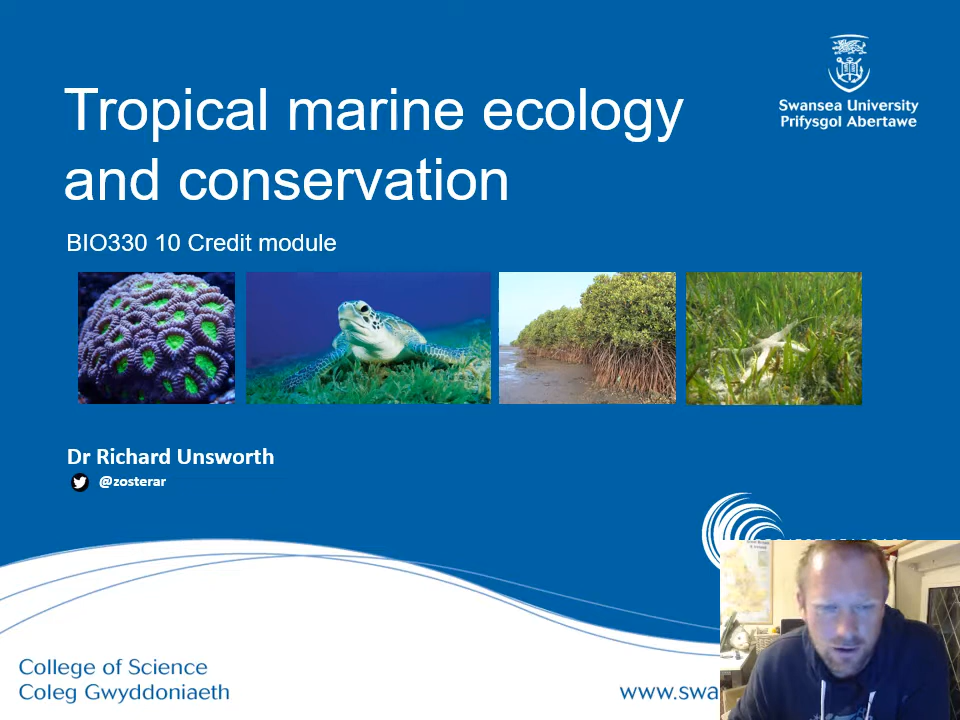 Tropical marine ecology
and conservation
Swansea University
Prifysgol Abertawe
BIO330 10 Credit module
Dr Richard Unsworth
@zosterar
College of Science
Coleg Gwyddoniaeth
www.swa